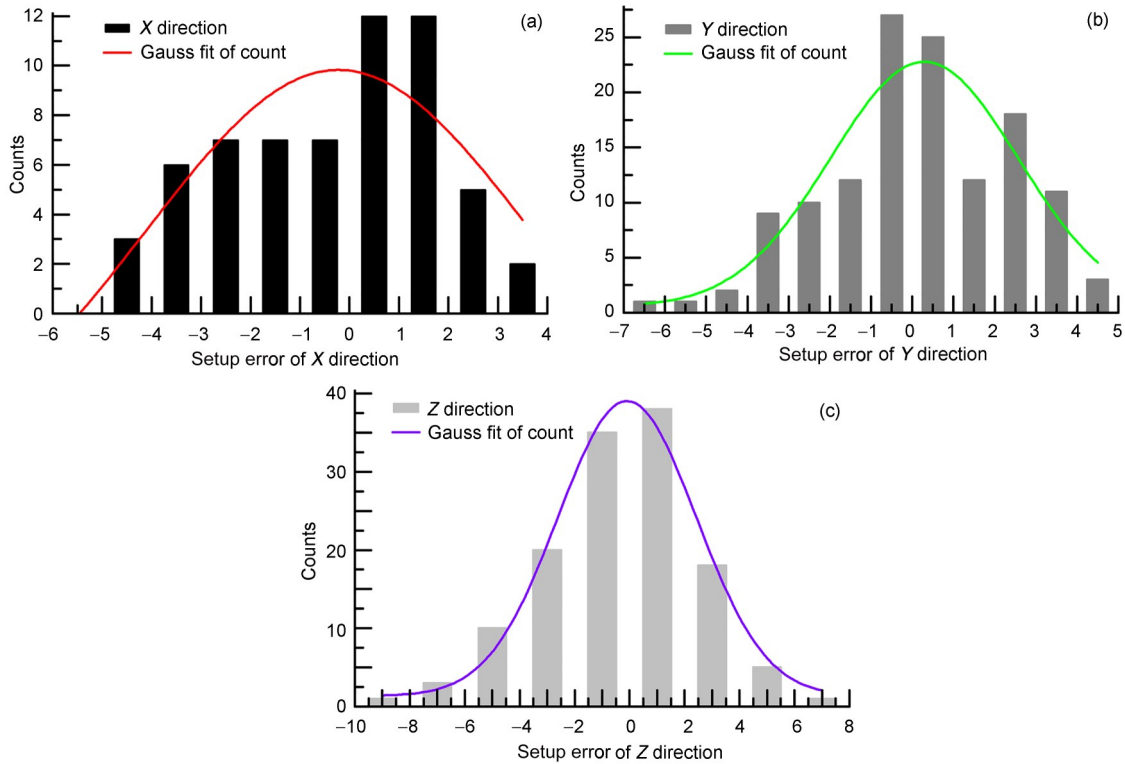 (a)
X direction
Gauss fit of count
12
10
8
6
4
2
0
Counts
−6 −5 −4 −3 −2 −1 0 1 2 3 4
Setup error of X direction
(b)
Y direction
Gauss fit of count
25
20
15
10
5
0
Counts
−7 −6 −5 −4 −3 −2 −1 0 1 2 3 4 5
Setup error of Y direction
(c)
Z direction
Gauss fit of count
40
30
20
10
0
Counts
−10 −8 −6 −4 −2 0 2 4 6 8
Setup error of Z direction